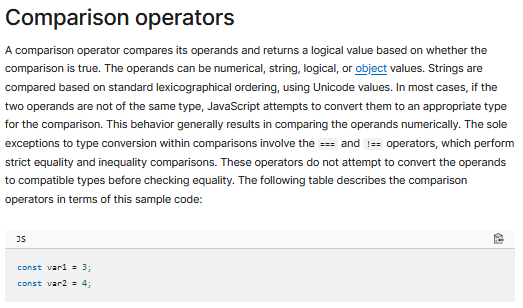 Comparison operators
A comparison operator compares its operands and returns a logical value based on whether the
comparison is true. The operands can be numerical, string, logical, or object values. Strings are
compared based on standard lexicographical ordering, using Unicode values. In most cases, if the
two operands are not of the same type, JavaScript attempts to convert them to an appropriate type
for the comparison. This behavior generally results in comparing the operands numerically. The sole
exceptions to type conversion within comparisons involve the === and !== operators, which perform
strict equality and inequality comparisons. These operators do not attempt to convert the operands
to compatible types before checking equality. The following table describes the comparison
operators in terms of this sample code:
JS
const var1 = 3;
const var2 = 4;